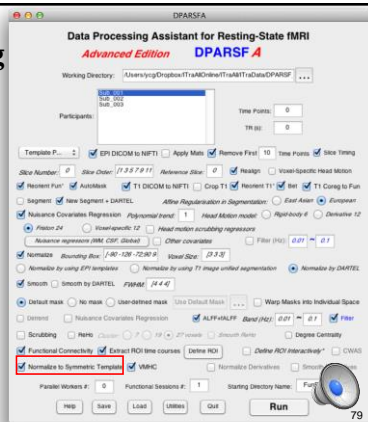 g
DPARSFA
Data Processing Assistant for Resting-State fMRI
Advanced Edition DPARSF A
Working Directory: /Users/ycg/Dropbox/ITraAllOnline/ITraAll/ITraData/DPARSF ...
Participants: Sub_001 Sub_002 Sub_003
Time Points: 0
TR (s): 0
Template P... EPI DICOM to NIFTI Apply Mats Remove First 10 Time Points Slice Timing
Slice Number: 0 Slice Order: [1 3 5 7 9 11 Reference Slice: 0 Realign Voxel-Specific Head Motion
Reorient Fun* AutoMask T1 DICOM to NIFTI Crop T1 Reorient T1* Bet T1 Coreg to Fun
Segment New Segment + DARTEL Affine Regularisation in Segmentation: East Asian European
Nuisance Covariates Regression Polynomial trend: 1 Head Motion model: Rigid-body 6 Derivative 12
Friston 24 Voxel-specific 12 Head motion scrubbing regressors
Nuisance regressors (WM, CSF, Global) Other covariates Filter (Hz): 0.01 ~ 0.1
Normalize Bounding Box: [-90 -126 -72;90 9 Voxel Size: [3 3 3]
Normalize by using EPI templates Normalize by using T1 image unified segmentation Normalize by DARTEL
Smooth Smooth by DARTEL FWHM: [4 4 4]
Default mask No mask User-defined mask Use Default Mask ... Warp Masks into Individual Space
Detrend Nuisance Covariates Regression ALFF+fALFF Band (Hz): 0.01 ~ 0.1 Filter
Scrubbing ReHo Cluster: 7 19 27 voxels Smooth ReHo Degree Centrality
Functional Connectivity Extract ROI time courses Define ROI Define ROI Interactively* CWAS
Normalize to Symmetric Template VMHC Normalize Derivatives Smooth
Parallel Workers #: 0 Functional Sessions #: 1 Starting Directory Name:
Help Save Load Utilities Quit Run
79